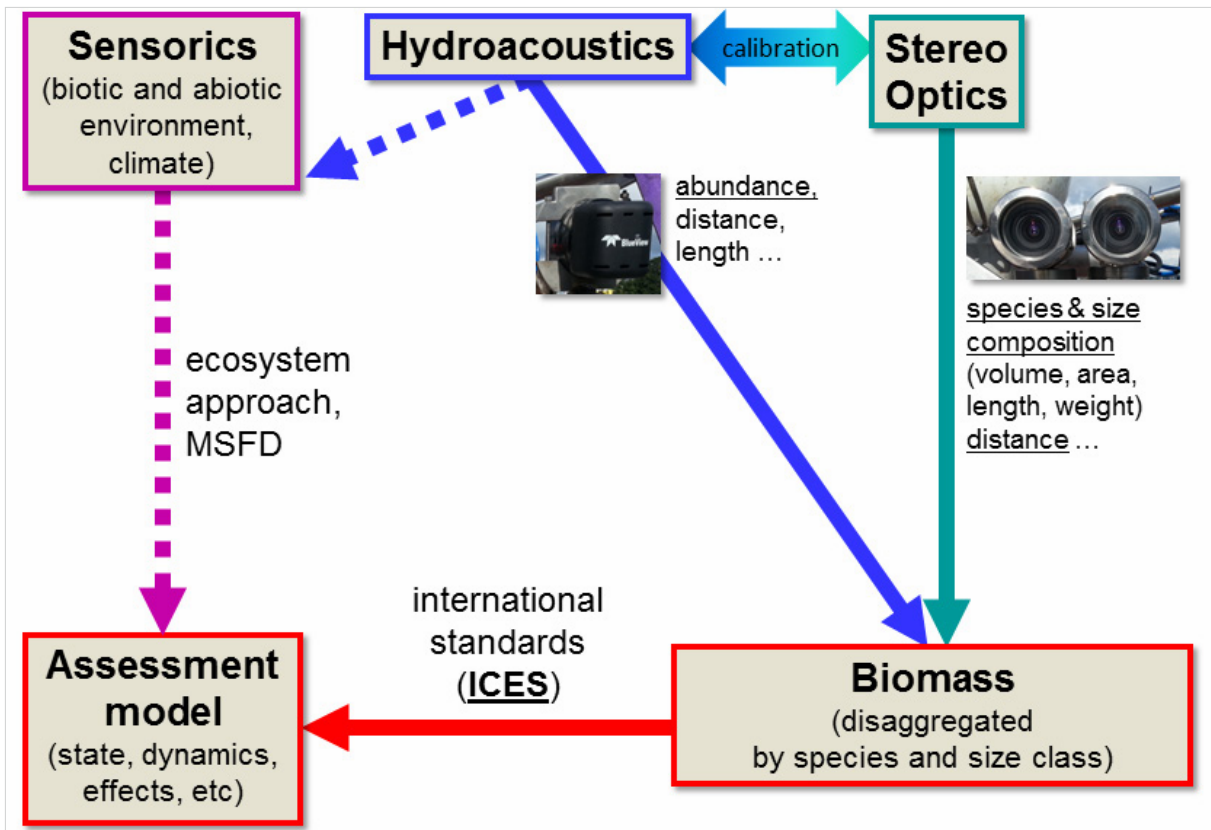 Sensorics
(biotic and abiotic
environment,
climate)
Hydroacoustics
calibration
Stereo
Optics
BlueView
abundance,
distance,
length ...
species & size
composition
(volume, area,
length, weight)
distance ...
ecosystem
approach,
MSFD
international
standards
(ICES)
Assessment
model
(state, dynamics,
effects, etc)
Biomass
(disaggregated
by species and size class)